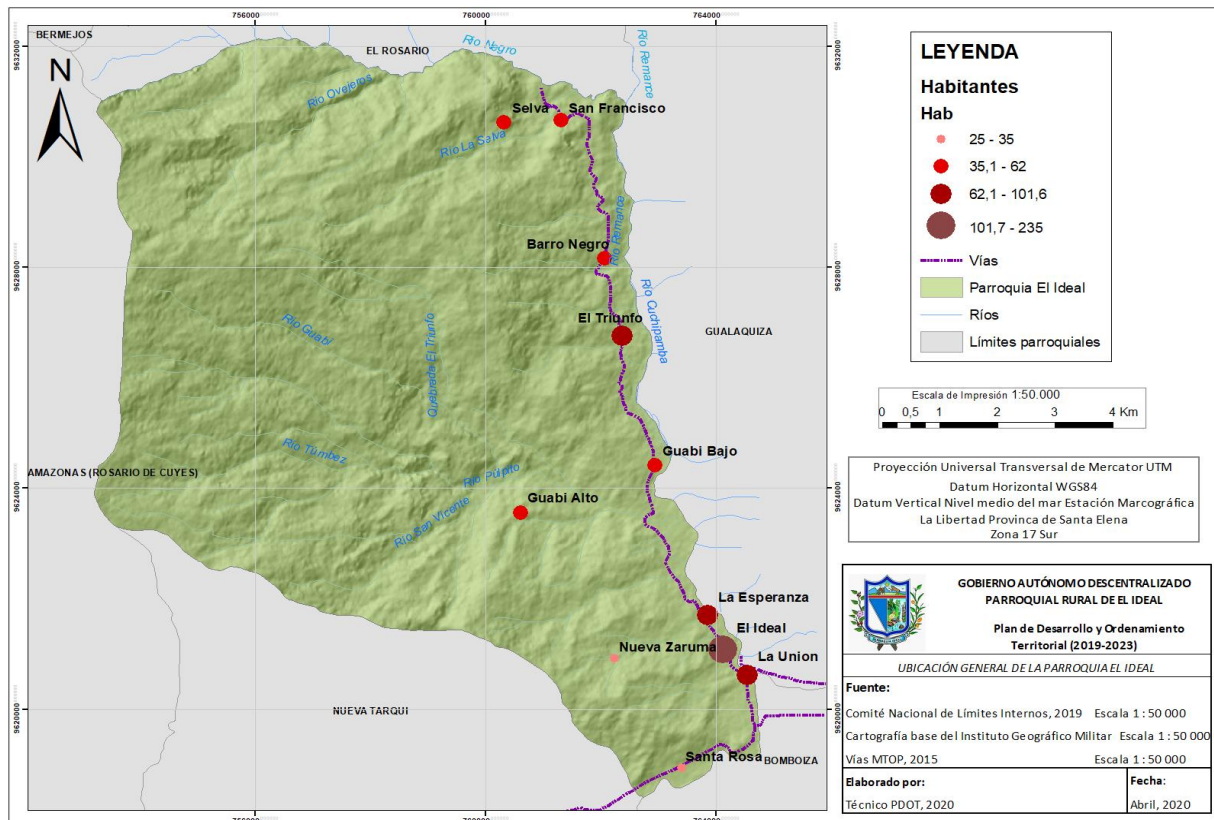 756000
760000
764000
BERMEJOS
EL ROSARIO
Río Negro
Río Remance
9632000
9632000
N
Río Ovejeros
Selva
San Francisco
Río La Salva
Barro Negro
Río Remance
9628000
9628000
Río Cuchipamba
El Triunfo
GUALAQUIZA
Río Guabí
Quebrada El Triunfo
Guabi Bajo
Río Túmbez
AMAZONAS (ROSARIO DE CUYES)
Río Púlpito
9624000
9624000
Guabi Alto
Río San Vicente
La Esperanza
El Ideal
Nueva Zaruma
La Union
NUEVA TARQUI
9620000
9620000
Santa Rosa
BOMBOIZA
756000
760000
764000
LEYENDA
Habitantes
Hab
25 - 35
35,1 - 62
62,1 - 101,6
101,7 - 235
Vías
Parroquia El Ideal
Ríos
Límites parroquiales
Escala de Impresión 1:50.000
0 0,5 1 2 3 4 Km
Proyección Universal Transversal de Mercator UTM
Datum Horizontal WGS84
Datum Vertical Nivel medio del mar Estación Marcográfica
La Libertad Provinca de Santa Elena
Zona 17 Sur
GOBIERNO AUTÓNOMO DESCENTRALIZADO
PARROQUIAL RURAL DE EL IDEAL
Plan de Desarrollo y Ordenamiento
Territorial (2019-2023)
UBICACIÓN GENERAL DE LA PARROQUIA EL IDEAL
Fuente:
Comité Nacional de Límites Internos, 2019 Escala 1 : 50 000
Cartografía base del Instituto Geográfico Militar Escala 1 : 50 000
Vías MTOP, 2015 Escala 1 : 50 000
Elaborado por:
Fecha:
Técnico PDOT, 2020
Abril, 2020